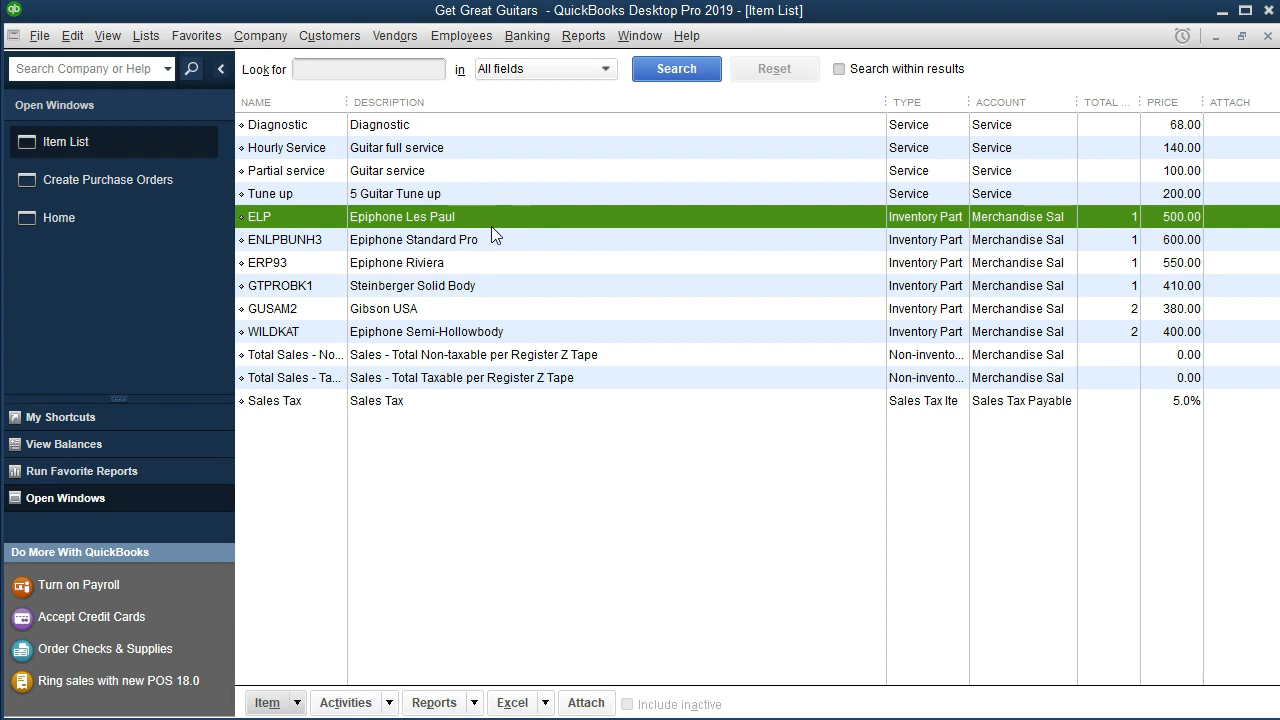 qb Get Great Guitars - QuickBooks Desktop Pro 2019 - [Item List]
File Edit View Lists Favorites Company Customers Vendors Employees Banking Reports Window Help
Search Company or Help
Look for in All fields Search Reset Search within results
Open Windows
Item List
Create Purchase Orders
Home
My Shortcuts
View Balances
Run Favorite Reports
Open Windows
Do More With QuickBooks
Turn on Payroll
Accept Credit Cards
Order Checks & Supplies
Ring sales with new POS 18.0
NAME DESCRIPTION TYPE ACCOUNT TOTAL ... PRICE ATTACH
Diagnostic Diagnostic Service Service 68.00
Hourly Service Guitar full service Service Service 140.00
Partial service Guitar service Service Service 100.00
Tune up 5 Guitar Tune up Service Service 200.00
ELP Epiphone Les Paul Inventory Part Merchandise Sal 1 500.00
ENLPBUNH3 Epiphone Standard Pro Inventory Part Merchandise Sal 1 600.00
ERP93 Epiphone Riviera Inventory Part Merchandise Sal 1 550.00
GTPROBK1 Steinberger Solid Body Inventory Part Merchandise Sal 1 410.00
GUSAM2 Gibson USA Inventory Part Merchandise Sal 2 380.00
WILDKAT Epiphone Semi-Hollowbody Inventory Part Merchandise Sal 2 400.00
Total Sales - No... Sales - Total Non-taxable per Register Z Tape Non-invento... Merchandise Sal 0.00
Total Sales - Ta... Sales - Total Taxable per Register Z Tape Non-invento... Merchandise Sal 0.00
Sales Tax Sales Tax Sales Tax Ite Sales Tax Payable 5.0%
Item Activities Reports Excel Attach Include inactive